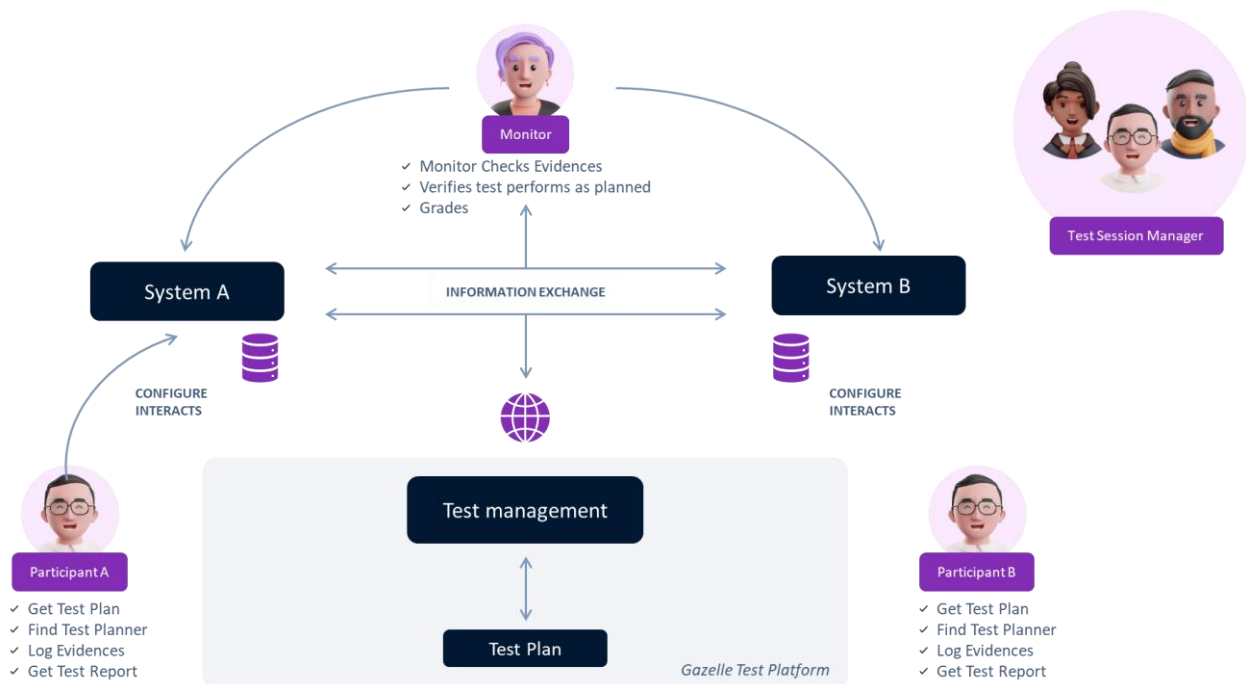 Monitor
Monitor Checks Evidences
Verifies test performs as planned
Grades
Test Session Manager
System A
INFORMATION EXCHANGE
System B
CONFIGURE
INTERACTS
CONFIGURE
INTERACTS
Test management
Participant A
Get Test Plan
Find Test Planner
Log Evidences
Get Test Report
Test Plan
Gazelle Test Platform
Participant B
Get Test Plan
Find Test Planner
Log Evidences
Get Test Report